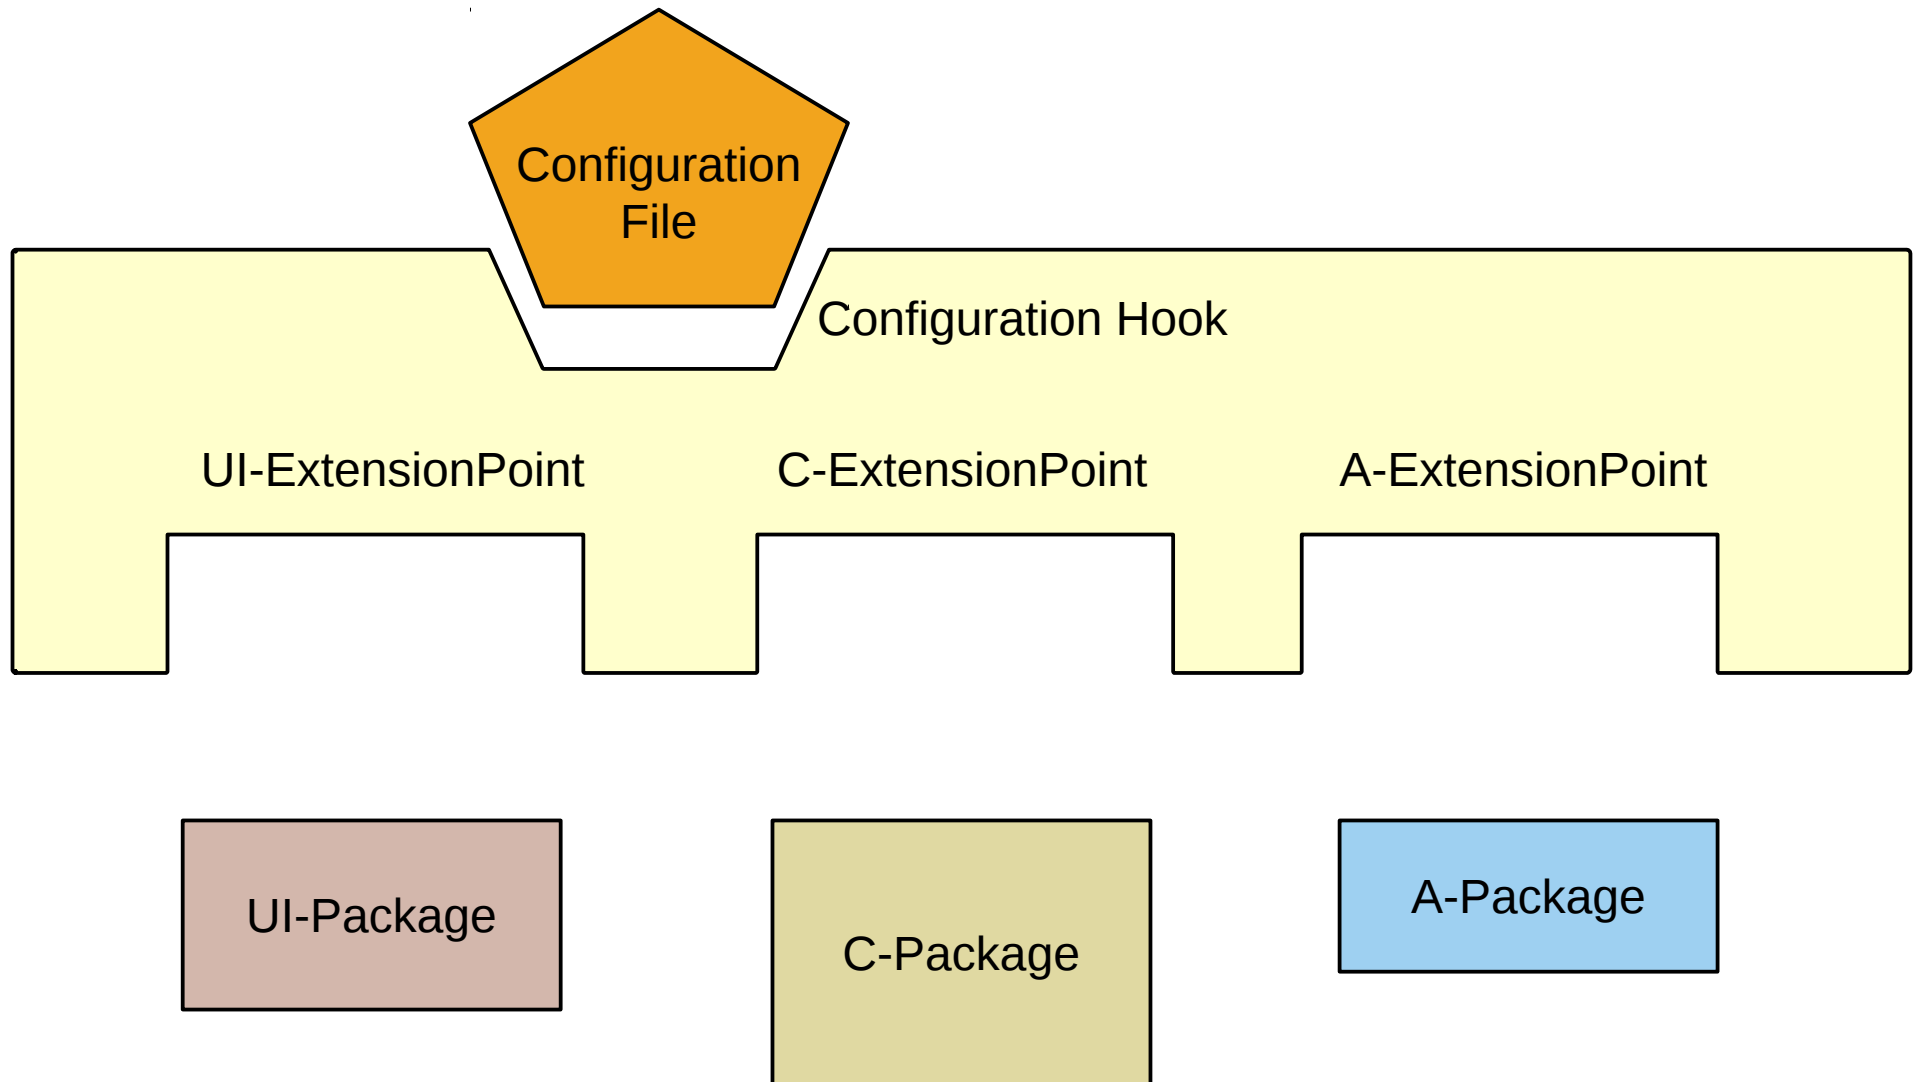 Configuration
File
Configuration Hook
UI-ExtensionPoint
C-ExtensionPoint
A-ExtensionPoint
UI-Package
C-Package
A-Package